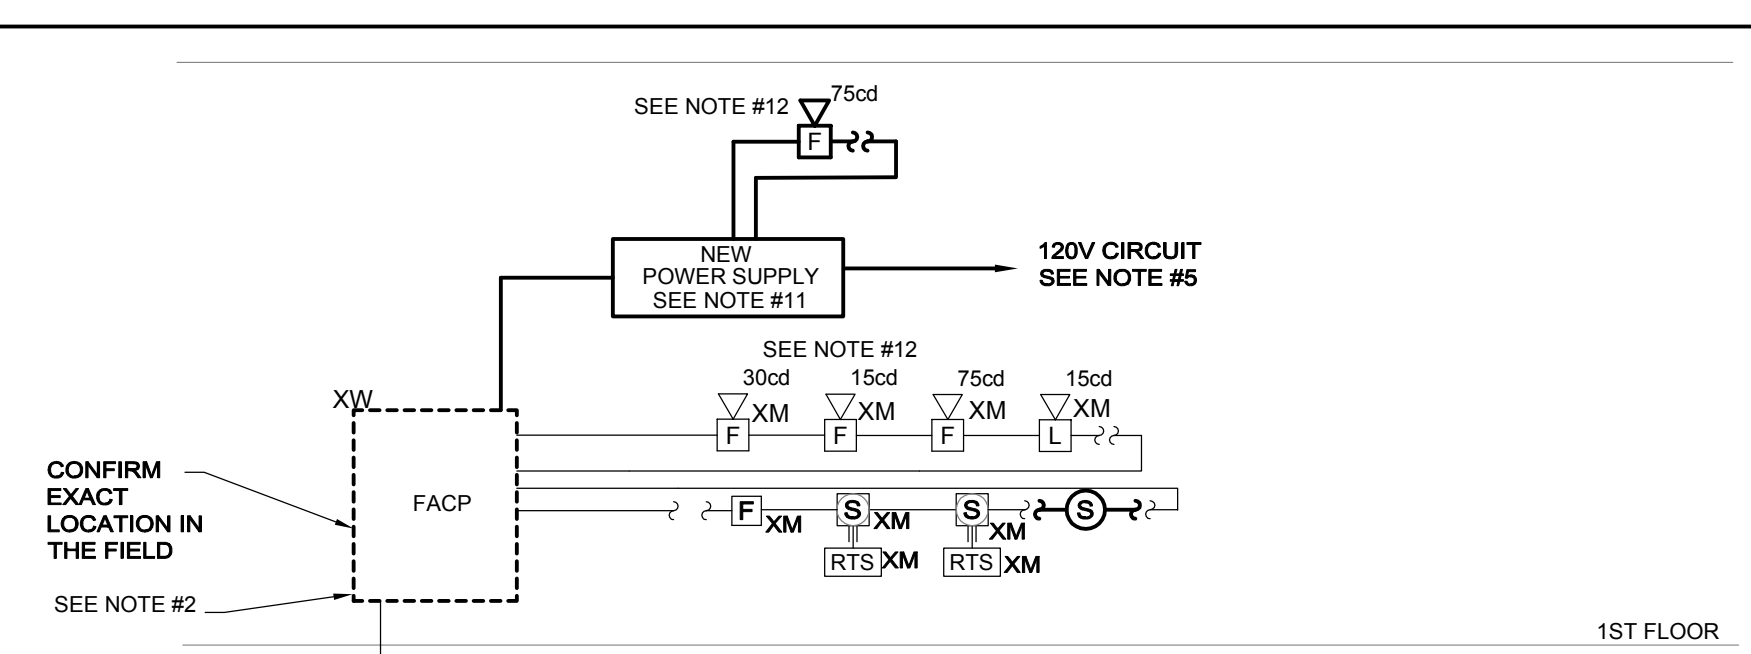 75cd
SEE NOTE #12
F
NEW
POWER SUPPLY
SEE NOTE #11
120V CIRCUIT
SEE NOTE #5
SEE NOTE #12
30cd 15cd 75cd 15cd
XW
XM XM XM XM
F F F L
CONFIRM
EXACT
LOCATION IN
THE FIELD
FACP
F S S S
XM XM XM
RTS XM RTS XM
SEE NOTE #2
1ST FLOOR